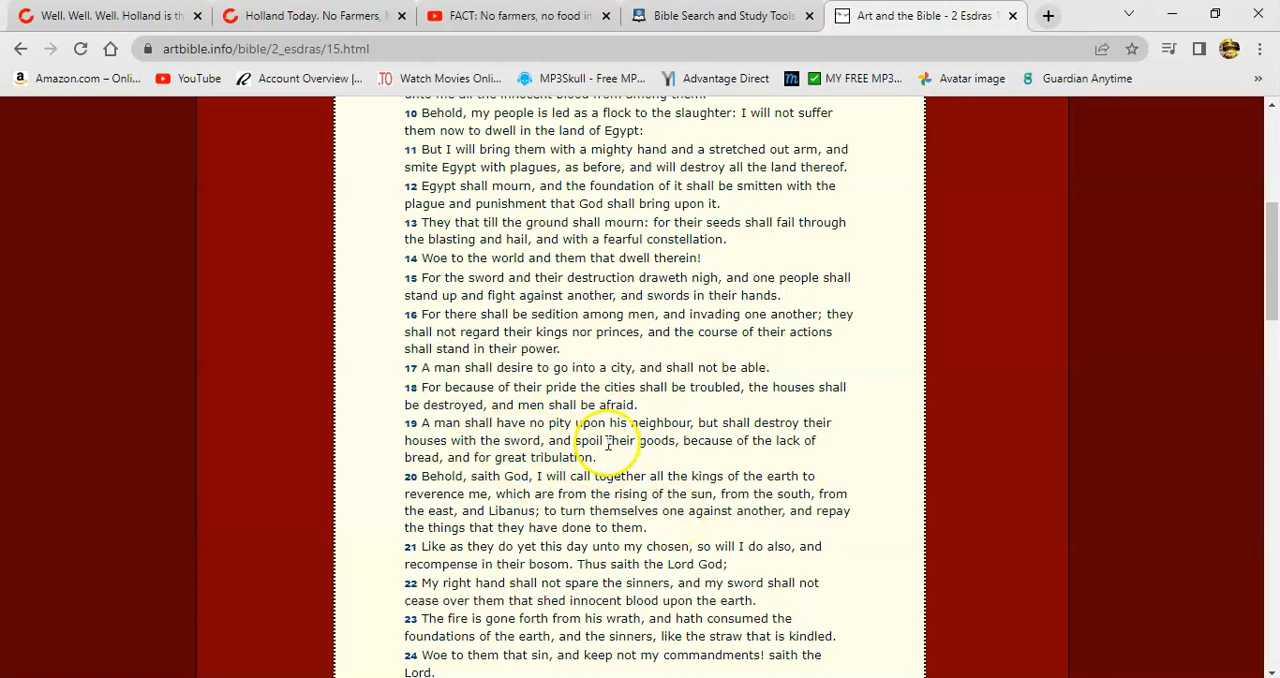 Well. Well. Well. Holland is th
Holland Today. No Farmers,
FACT: No farmers, no food in
Bible Search and Study Tools
Art and the Bible - 2 Esdras 1
artbible.info/bible/2_esdras/15.html
Amazon.com – Onli...
YouTube
Account Overview |...
Watch Movies Onlin...
MP3Skull - Free MP...
Advantage Direct
MY FREE MP3...
Avatar image
Guardian Anytime
»
unto me all the innocent blood from among them.
10 Behold, my people is led as a flock to the slaughter: I will not suffer
them now to dwell in the land of Egypt:
11 But I will bring them with a mighty hand and a stretched out arm, and
smite Egypt with plagues, as before, and will destroy all the land thereof.
12 Egypt shall mourn, and the foundation of it shall be smitten with the
plague and punishment that God shall bring upon it.
13 They that till the ground shall mourn: for their seeds shall fail through
the blasting and hail, and with a fearful constellation.
14 Woe to the world and them that dwell therein!
15 For the sword and their destruction draweth nigh, and one people shall
stand up and fight against another, and swords in their hands.
16 For there shall be sedition among men, and invading one another; they
shall not regard their kings nor princes, and the course of their actions
shall stand in their power.
17 A man shall desire to go into a city, and shall not be able.
18 For because of their pride the cities shall be troubled, the houses shall
be destroyed, and men shall be afraid.
19 A man shall have no pity upon his neighbour, but shall destroy their
houses with the sword, and spoil their goods, because of the lack of
bread, and for great tribulation.
20 Behold, saith God, I will call together all the kings of the earth to
reverence me, which are from the rising of the sun, from the south, from
the east, and Libanus; to turn themselves one against another, and repay
the things that they have done to them.
21 Like as they do yet this day unto my chosen, so will I do also, and
recompense in their bosom. Thus saith the Lord God;
22 My right hand shall not spare the sinners, and my sword shall not
cease over them that shed innocent blood upon the earth.
23 The fire is gone forth from his wrath, and hath consumed the
foundations of the earth, and the sinners, like the straw that is kindled.
24 Woe to them that sin, and keep not my commandments! saith the
Lord.